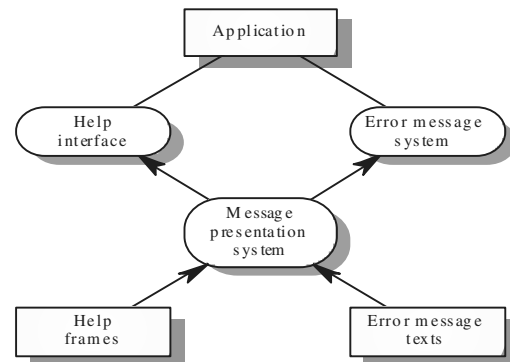 Application
Help
interface
Error message
system
Message
presentation
system
Help
frames
Error message
texts